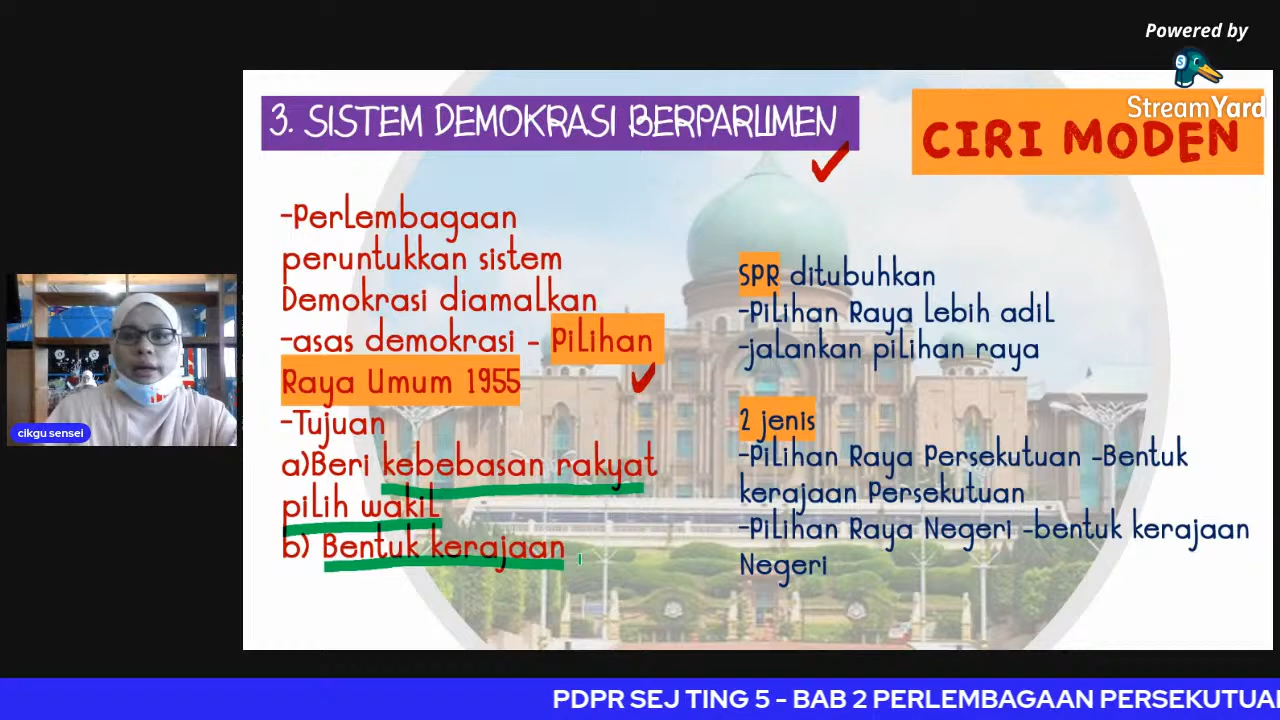 Powered by
StreamYard
3. SISTEM DEMOKRASI BERPARLIMEN
CIRI MODEN
-Perlembagaan
peruntukkan sistem
Demokrasi diamalkan
-asas demokrasi - Pilihan
Raya Umum 1955
-Tujuan
a)Beri kebebasan rakyat
pilih wakil
b) Bentuk kerajaan
SPR ditubuhkan
-Pilihan Raya lebih adil
-jalankan pilihan raya
2 jenis
-Pilihan Raya Persekutuan -Bentuk
kerajaan Persekutuan
-Pilihan Raya Negeri -bentuk kerajaan
Negeri
cikgu sensei
PDPR SEJ TING 5 - BAB 2 PERLEMBAGAAN PERSEKUTUA